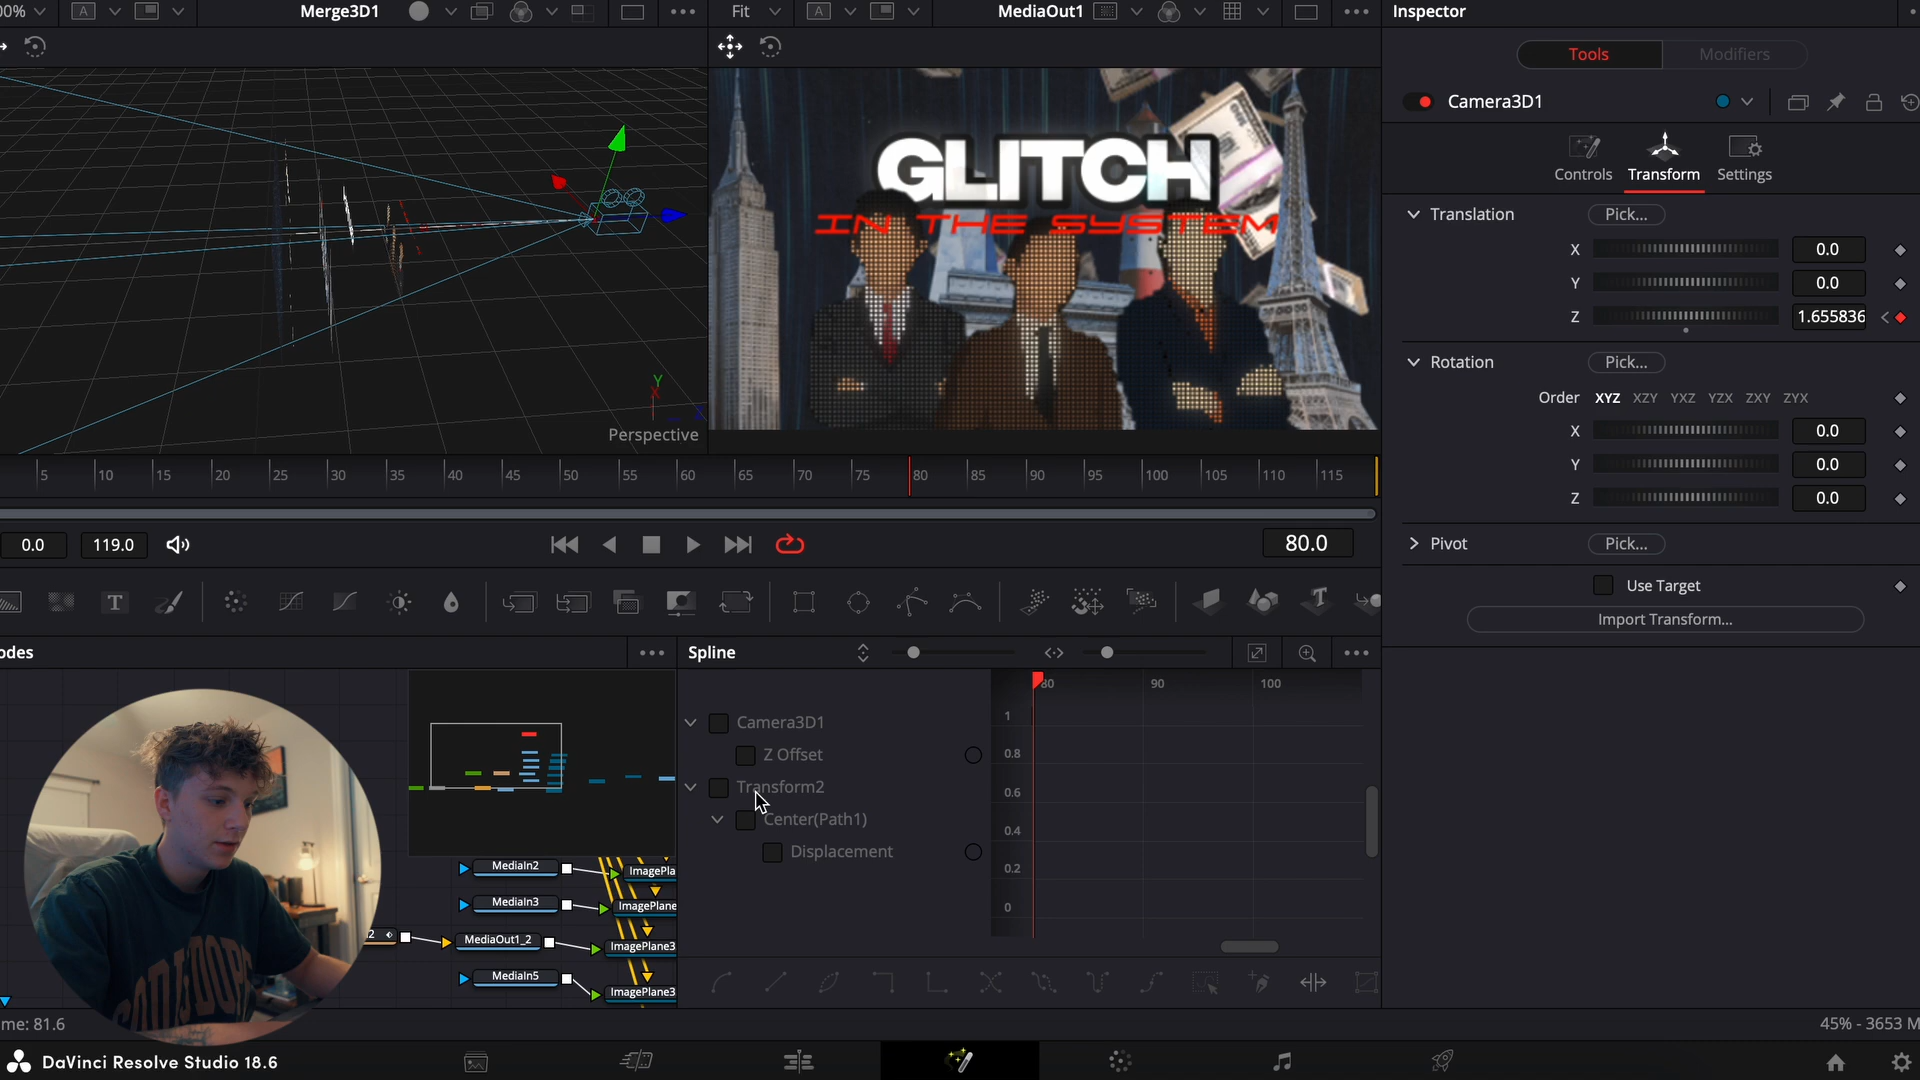 00%
A
Merge3D1
Fit
A
MediaOut1
Inspector
Tools
Modifiers
Camera3D1
Controls
Transform
Settings
Translation
Pick...
X
0.0
Y
0.0
Z
1.655836
Rotation
Pick...
Order
XYZ
XZY
YXZ
YZX
ZXY
ZYX
X
0.0
Y
0.0
Z
0.0
Pivot
Pick...
Use Target
Import Transform...
GLITCH
IN THE SYSTEM
Y
X
Perspective
5 10 15 20 25 30 35 40 45 50 55 60 65 70 75 80 85 90 95 100 105 110 115
0.0
119.0
80.0
T
odes
Spline
80 90 100
Camera3D1
Z Offset
Transform2
Center(Path1)
Displacement
1
0.8
0.6
0.4
0.2
0
MediaIn2
ImagePla
MediaIn3
ImagePlane
2
MediaOut1_2
ImagePlane3
MediaIn5
ImagePlane3
me: 81.6
45% - 3653 M
DaVinci Resolve Studio 18.6